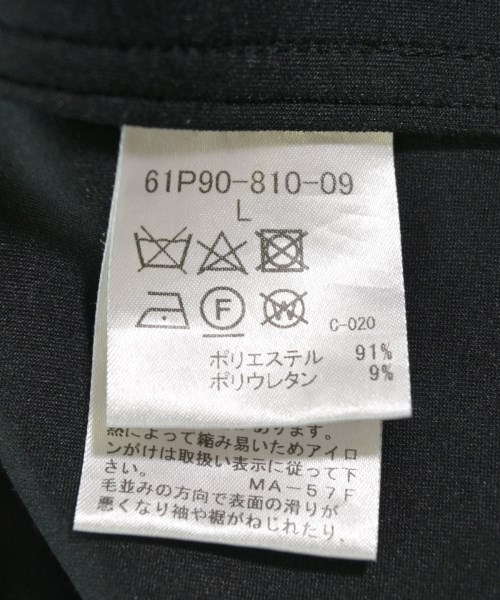 61P90-810-09
L
F
W
C-020
ポリエステル 91%
ポリウレタン 9%
あります。
熱によって縮み易いためアイロ
ンがけは取扱い表示に従って下
さい。 MA-57F
毛並みの方向で表面の滑りが
悪くなり袖や裾がねじれたり、